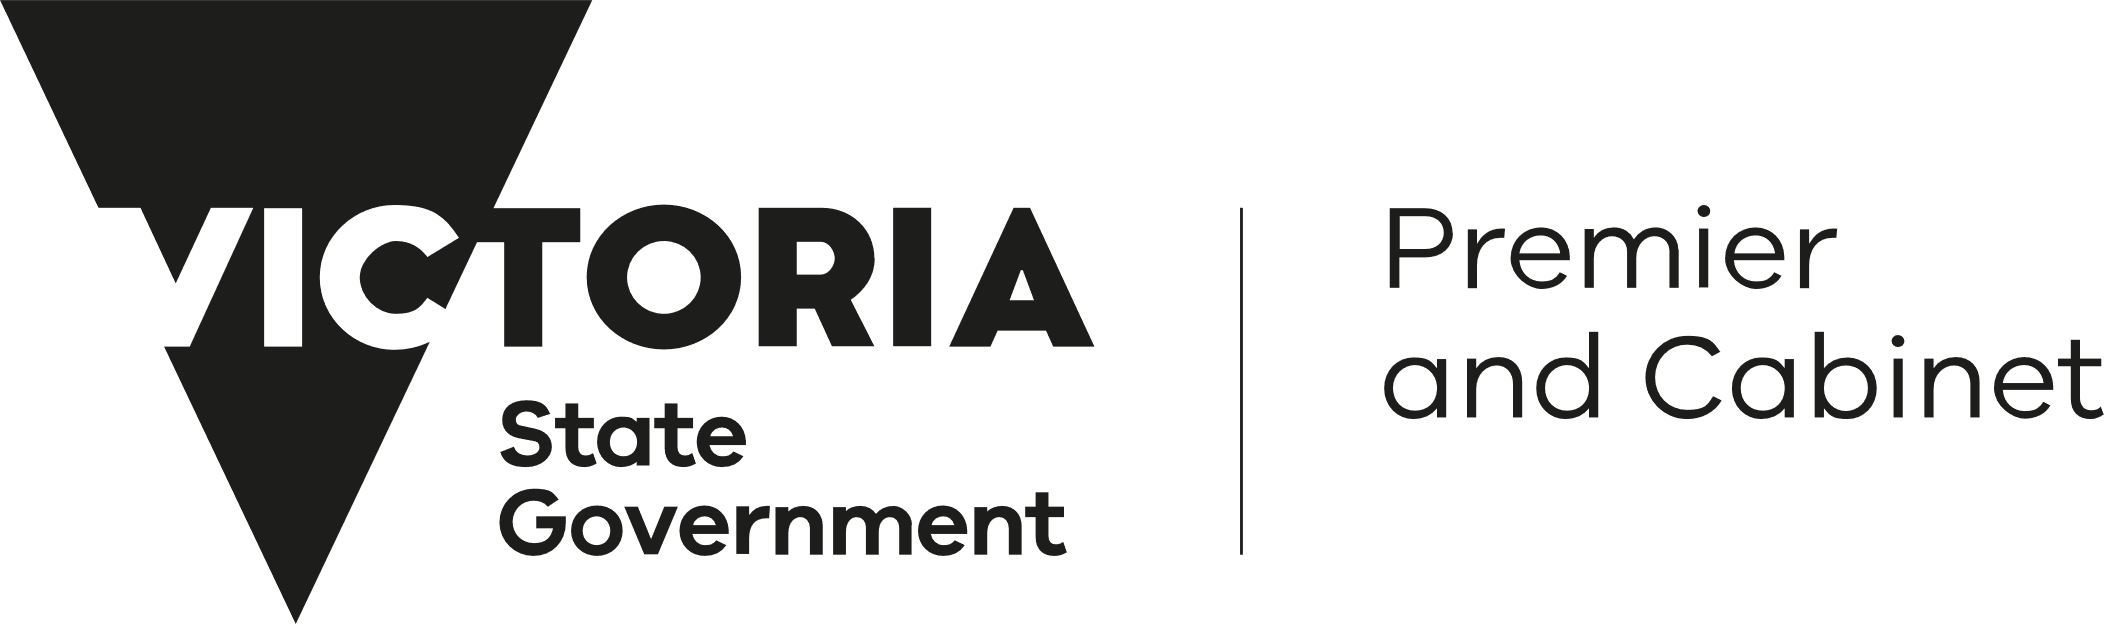 VICTORIA
State
Government
Premier
and Cabinet